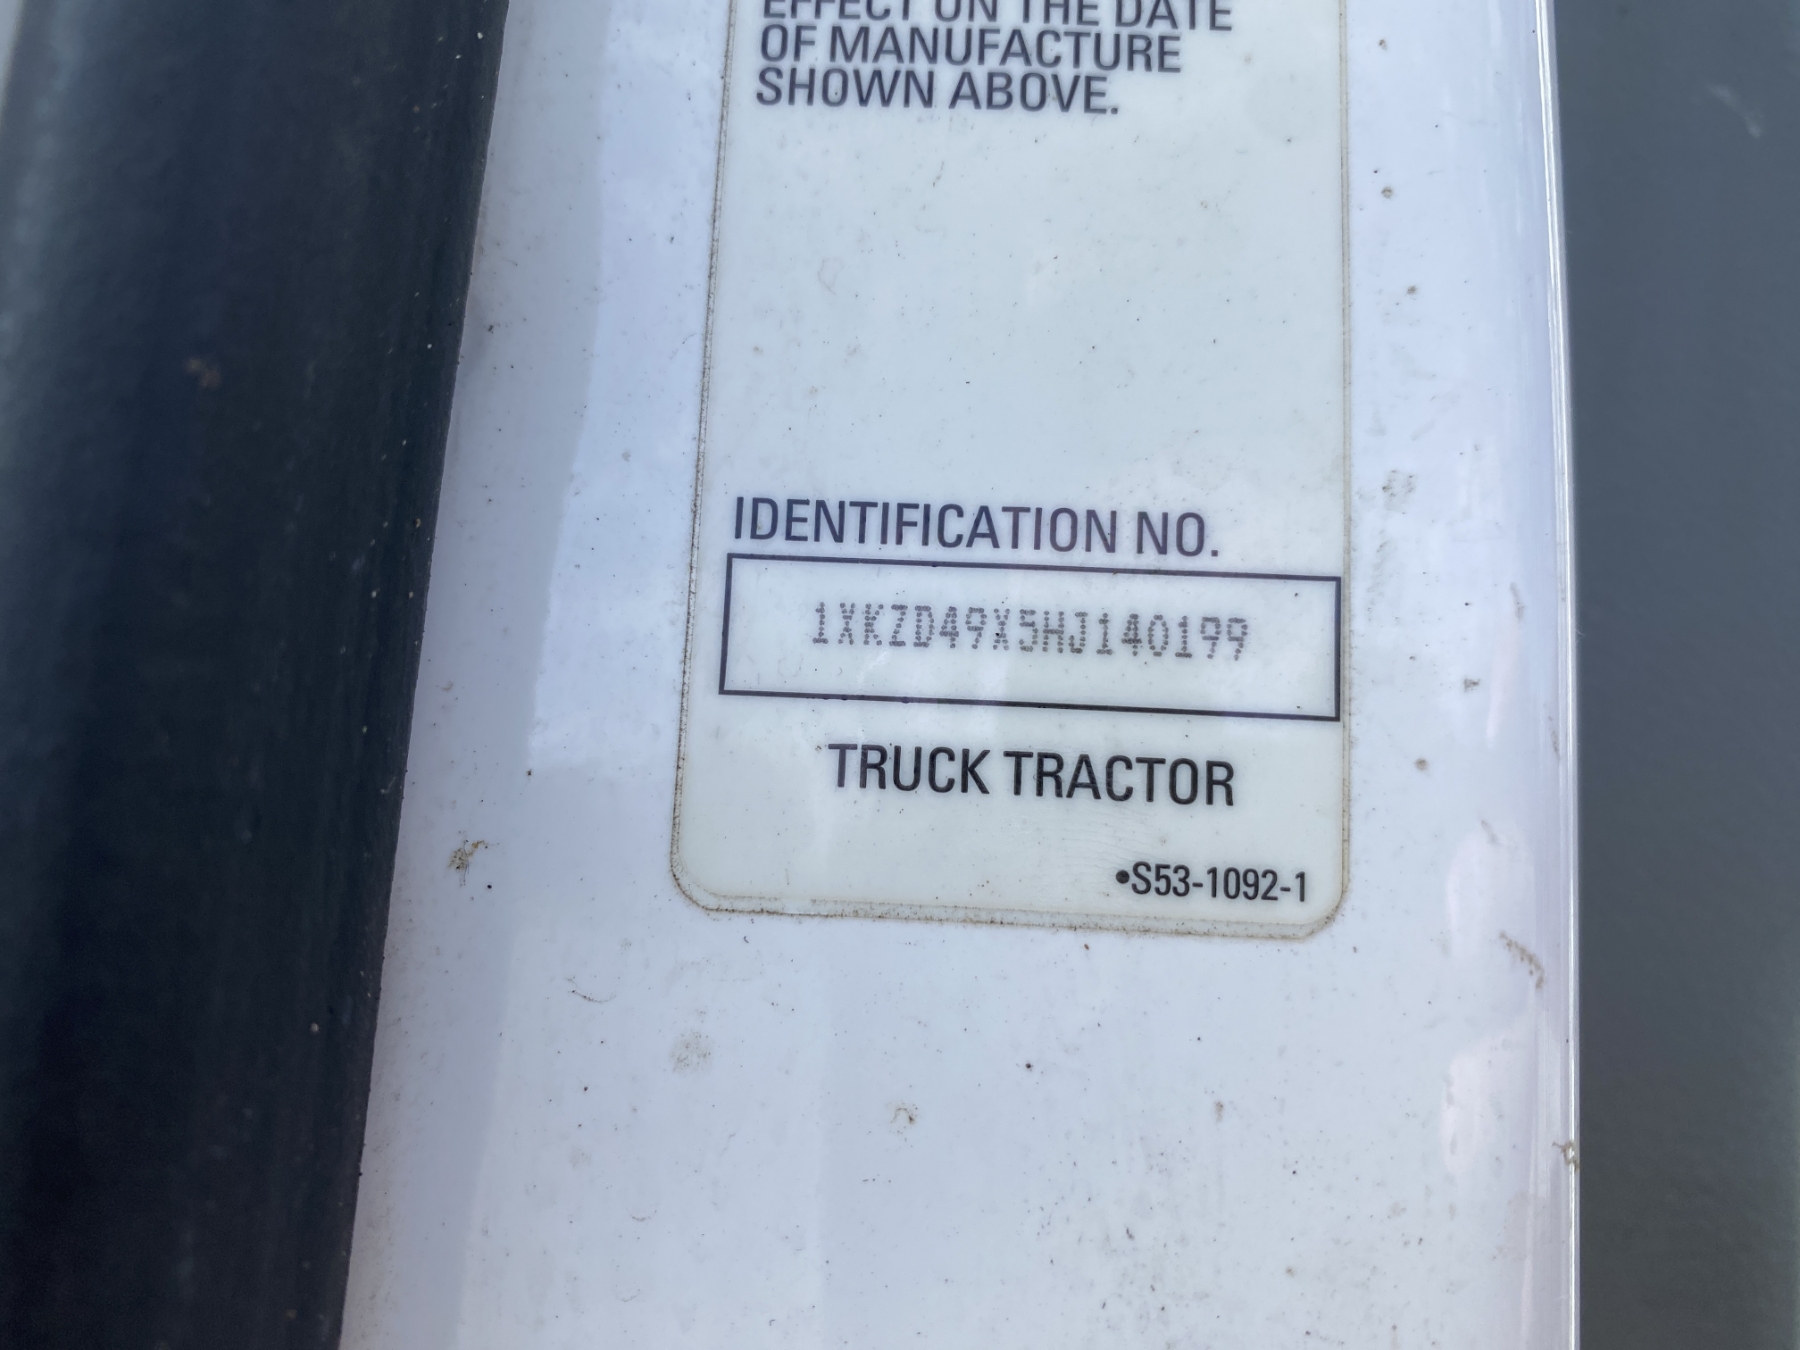 EFFECT ON THE DATE
OF MANUFACTURE
SHOWN ABOVE.
IDENTIFICATION NO.
1XKZD49X5HJ140199
TRUCK TRACTOR
•S53-1092-1